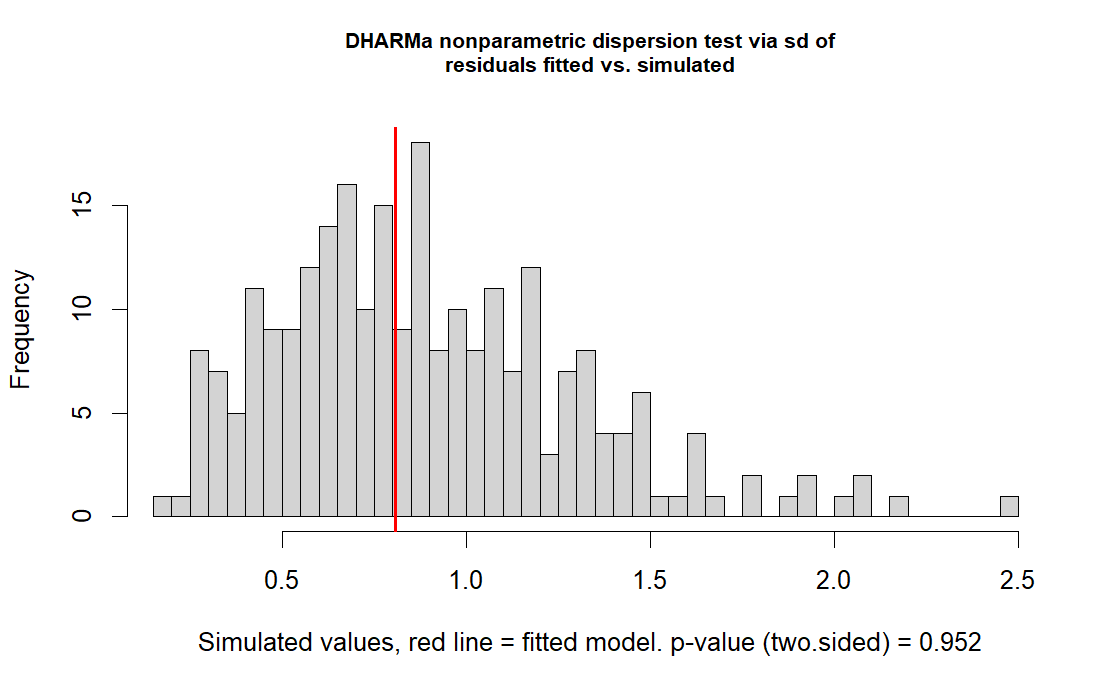 DHARMa nonparametric dispersion test via sd of
residuals fitted vs. simulated
Frequency
15
10
5
0
0.5 1.0 1.5 2.0 2.5
Simulated values, red line = fitted model. p-value (two.sided) = 0.952